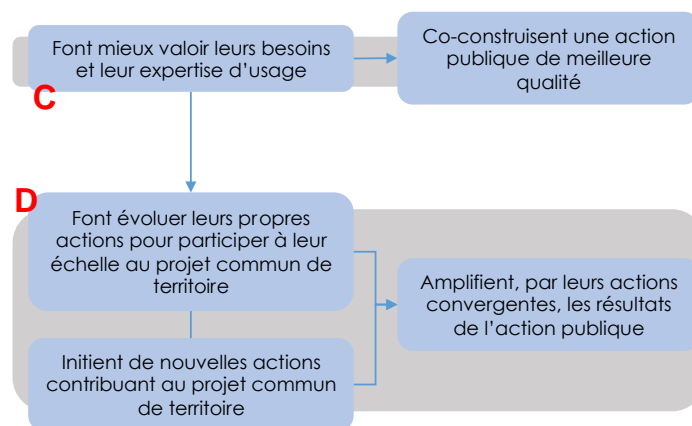 Font mieux valoir leurs besoins
et leur expertise d'usage
Co-construisent une action
publique de meilleure
qualité
C
D
Font évoluer leurs propres
actions pour participer à leur
échelle au projet commun de
territoire
Amplifient, par leurs actions
convergentes, les résultats
de l'action publique
Initient de nouvelles actions
contribuant au projet commun
de territoire